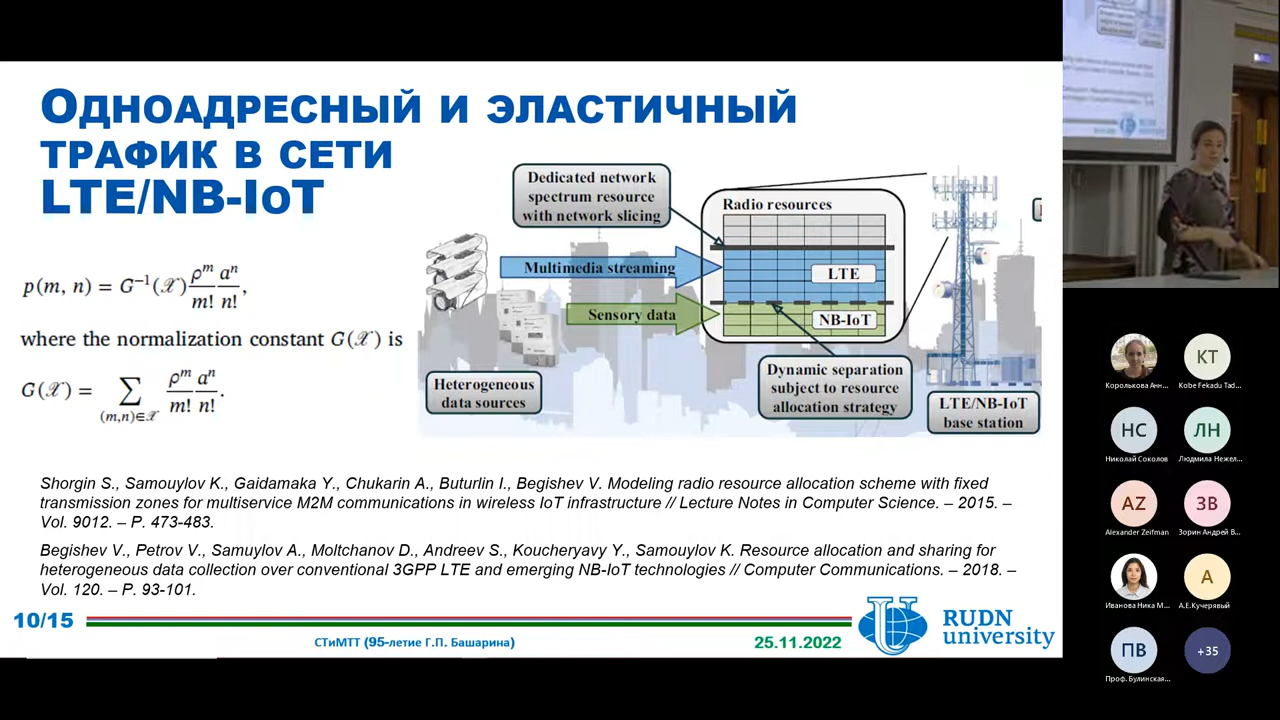 Одноадресный и эластичный
трафик в сети
LTE/NB-IoT
p(m, n) = G⁻¹(𝒳) ρᵐ/m! aⁿ/n!,
where the normalization constant G(𝒳) is
G(𝒳) = ∑ (m,n)∈𝒳 ρᵐ/m! aⁿ/n!.
Dedicated network
spectrum resource
with network slicing
Radio resources
Multimedia streaming
LTE
Sensory data
NB-IoT
Heterogeneous
data sources
Dynamic separation
subject to resource
allocation strategy
LTE/NB-IoT
base station
Shorgin S., Samouylov K., Gaidamaka Y., Chukarin A., Buturlin I., Begishev V. Modeling radio resource allocation scheme with fixed
transmission zones for multiservice M2M communications in wireless IoT infrastructure // Lecture Notes in Computer Science. – 2015. –
Vol. 9012. – P. 473-483.
Begishev V., Petrov V., Samuylov A., Moltchanov D., Andreev S., Koucheryavy Y., Samouylov K. Resource allocation and sharing for
heterogeneous data collection over conventional 3GPP LTE and emerging NB-IoT technologies // Computer Communications. – 2018. –
Vol. 120. – P. 93-101.
10/15
СТиМТТ (95-летие Г.П. Башарина)
25.11.2022
RUDN
university
Королькова Анн...
КТ
Kobe Fekadu Tad...
НС
Николай Соколов
ЛН
Людмила Нежел...
AZ
Alexander Zeifman
ЗВ
Зорин Андрей В...
Иванова Ника М...
А
А.Е.Кучерявый
ПВ
Проф. Булинская...
+35